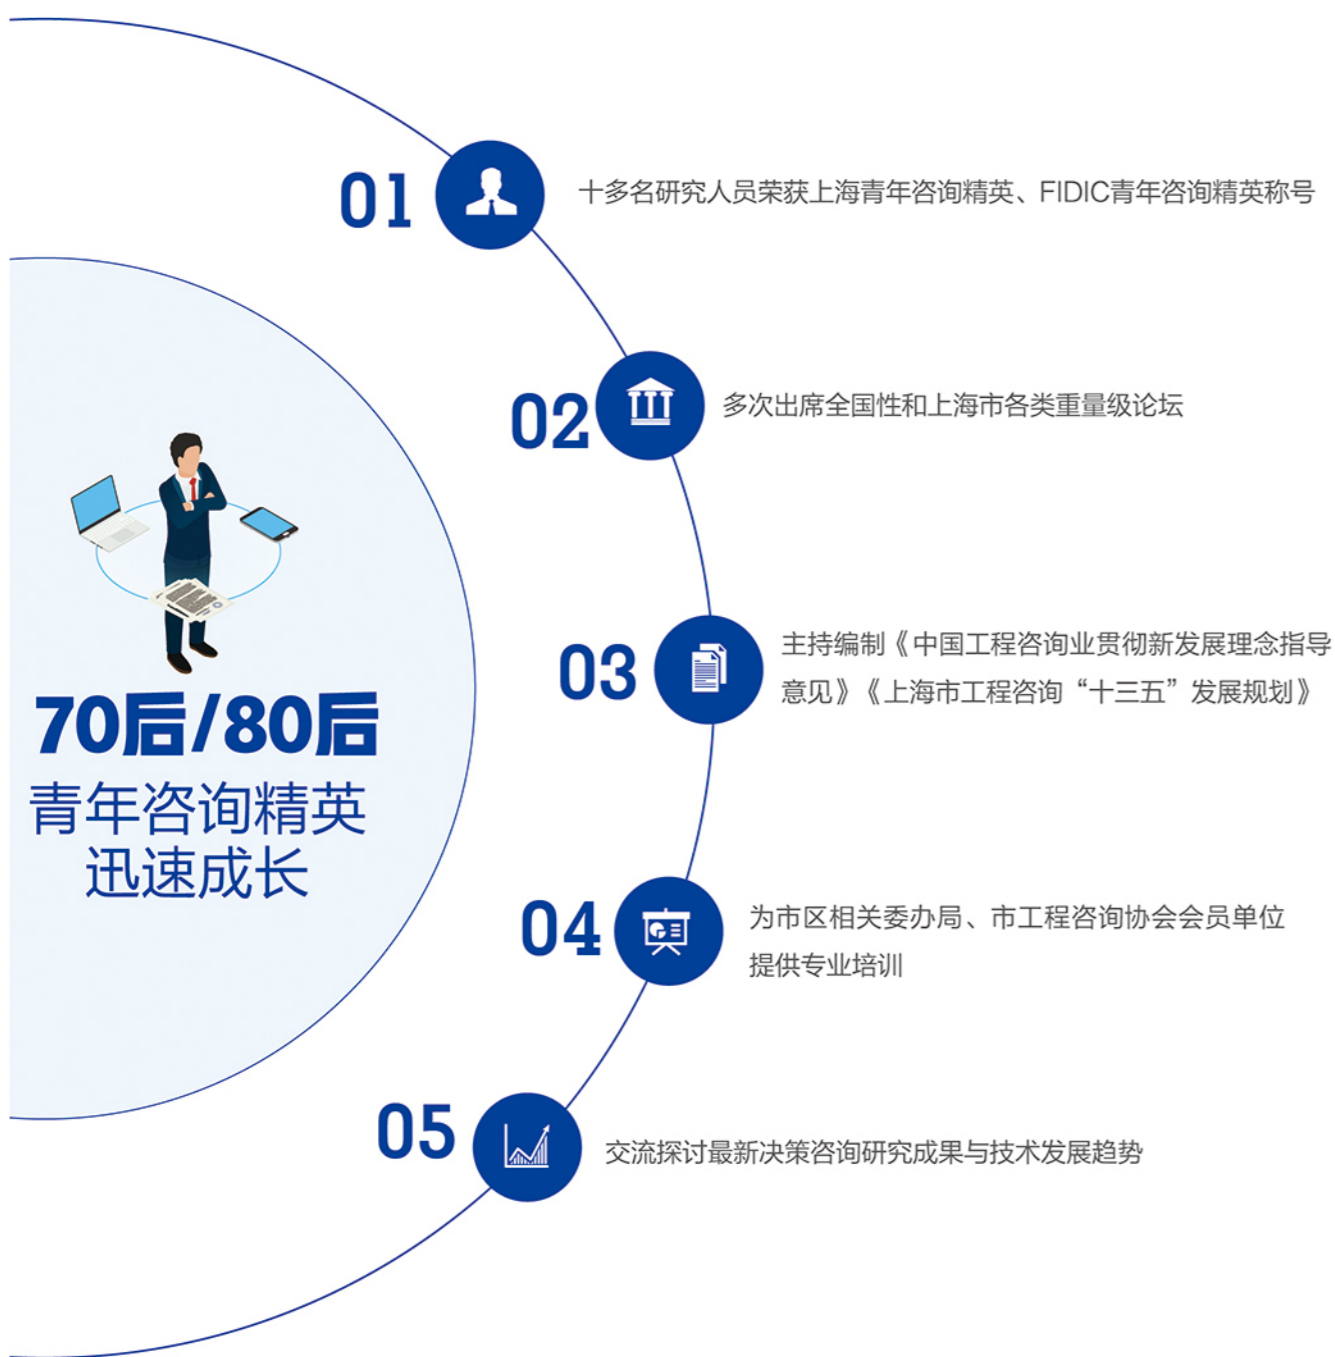 01
十多名研究人员荣获上海青年咨询精英、FIDIC青年咨询精英称号
02
多次出席全国性和上海市各类重量级论坛
70后/80后
青年咨询精英
迅速成长
03
主持编制《中国工程咨询业贯彻新发展理念指导
意见》《上海市工程咨询“十三五”发展规划》
04
为市区相关委办局、市工程咨询协会会员单位
提供专业培训
05
交流探讨最新决策咨询研究成果与技术发展趋势